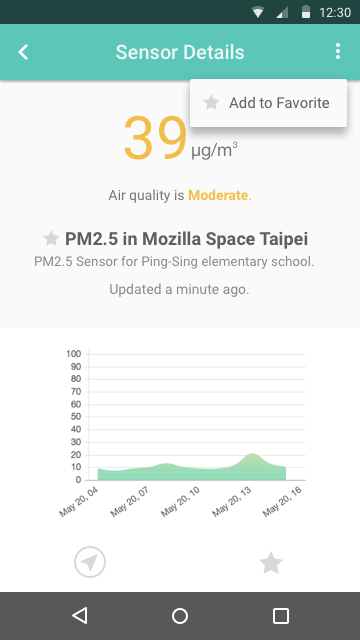 12:30
Sensor Details
Add to Favorite
39 µg/m³
Air quality is Moderate.
PM2.5 in Mozilla Space Taipei
PM2.5 Sensor for Ping-Sing elementary school.
Updated a minute ago.
100
90
80
70
60
50
40
30
20
10
0
May 20, 04
May 20, 07
May 20, 10
May 20, 13
May 20, 16